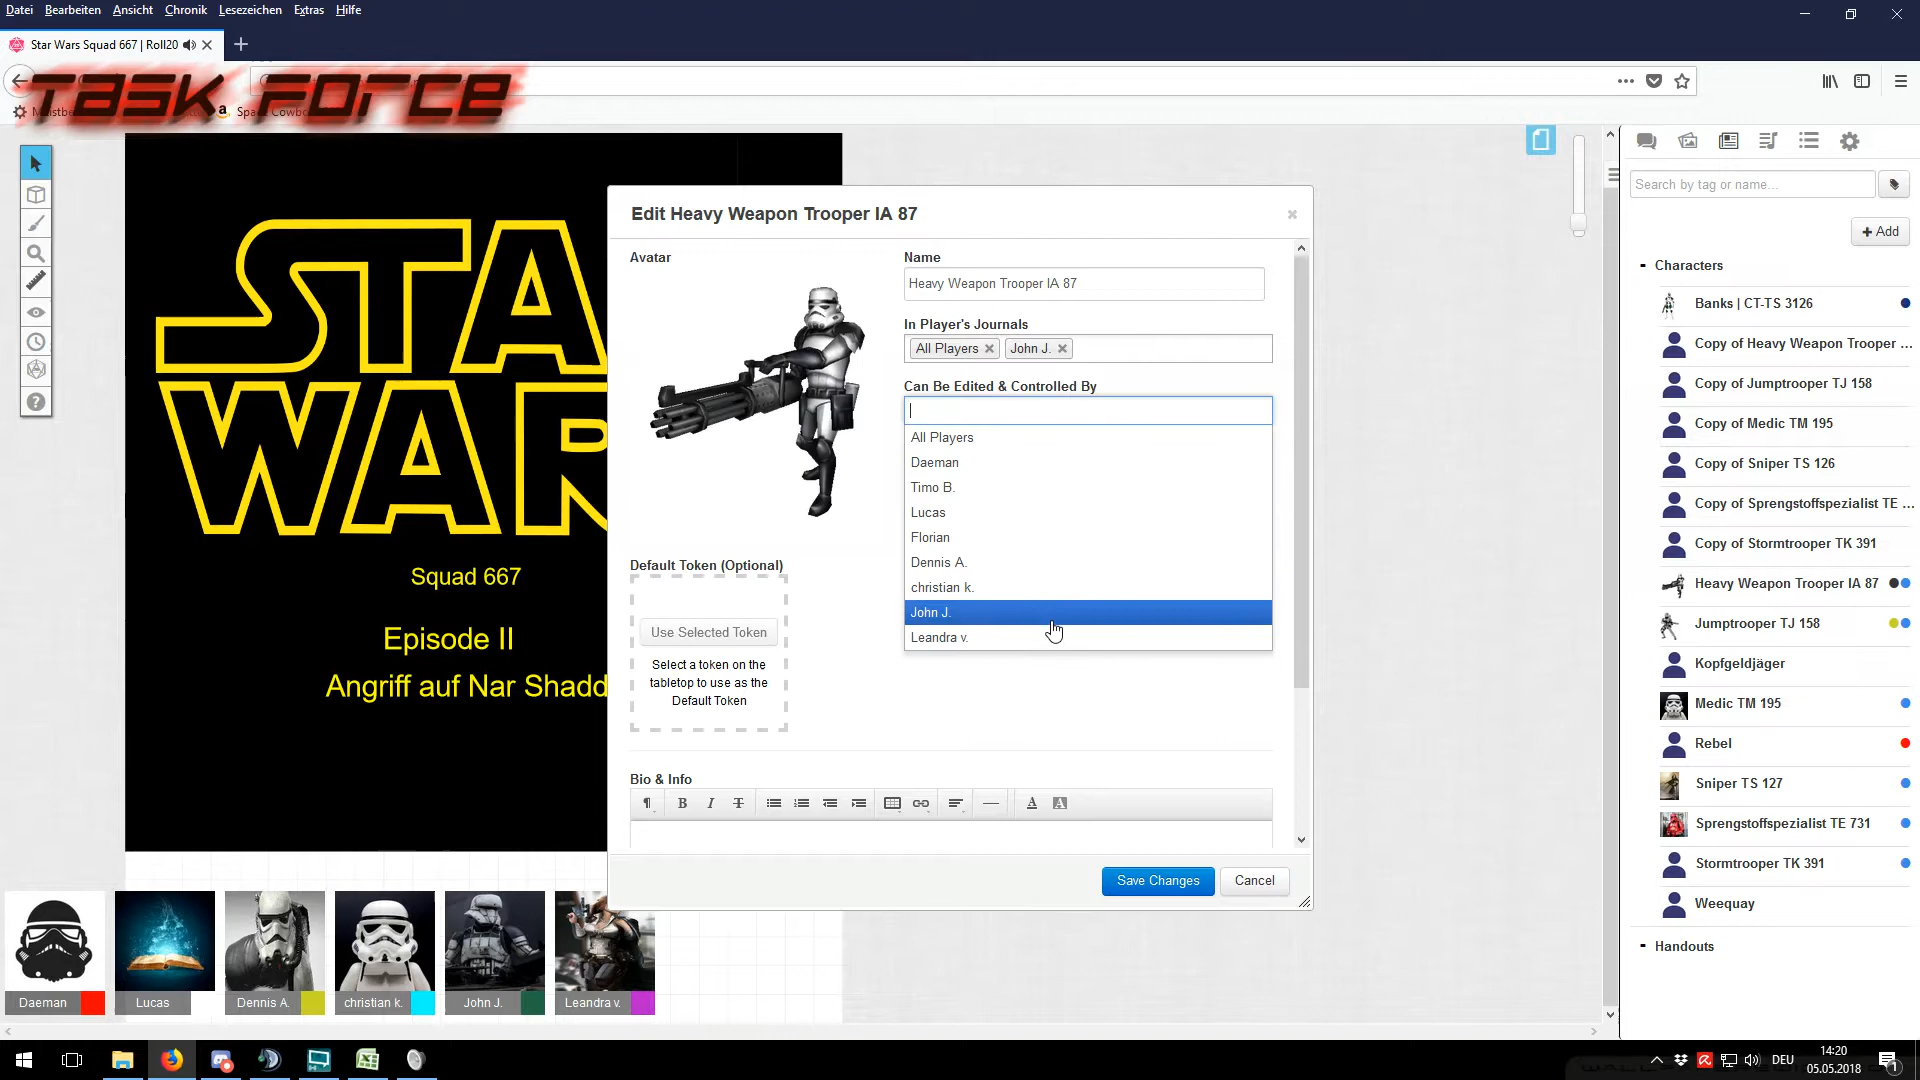 Datei Bearbeiten Ansicht Chronik Lesezeichen Extras Hilfe
Star Wars Squad 667 | Roll20
TASK FORCE
STAR
WARS
Squad 667
Episode II
Angriff auf Nar Shadd
Edit Heavy Weapon Trooper IA 87
Avatar
Name
Heavy Weapon Trooper IA 87
In Player's Journals
All Players John J.
Can Be Edited & Controlled By
All Players
Daeman
Timo B.
Lucas
Florian
Dennis A.
christian k.
John J.
Leandra v.
Default Token (Optional)
Use Selected Token
Select a token on the
tabletop to use as the
Default Token
Bio & Info
Save Changes Cancel
Search by tag or name...
+ Add
Characters
Banks | CT-TS 3126
Copy of Heavy Weapon Trooper ...
Copy of Jumptrooper TJ 158
Copy of Medic TM 195
Copy of Sniper TS 126
Copy of Sprengstoffspezialist TE ...
Copy of Stormtrooper TK 391
Heavy Weapon Trooper IA 87
Jumptrooper TJ 158
Kopfgeldjäger
Medic TM 195
Rebel
Sniper TS 127
Sprengstoffspezialist TE 731
Stormtrooper TK 391
Weequay
Handouts
Daeman Lucas Dennis A. christian k. John J. Leandra v.
DEU
14:20
05.05.2018
1